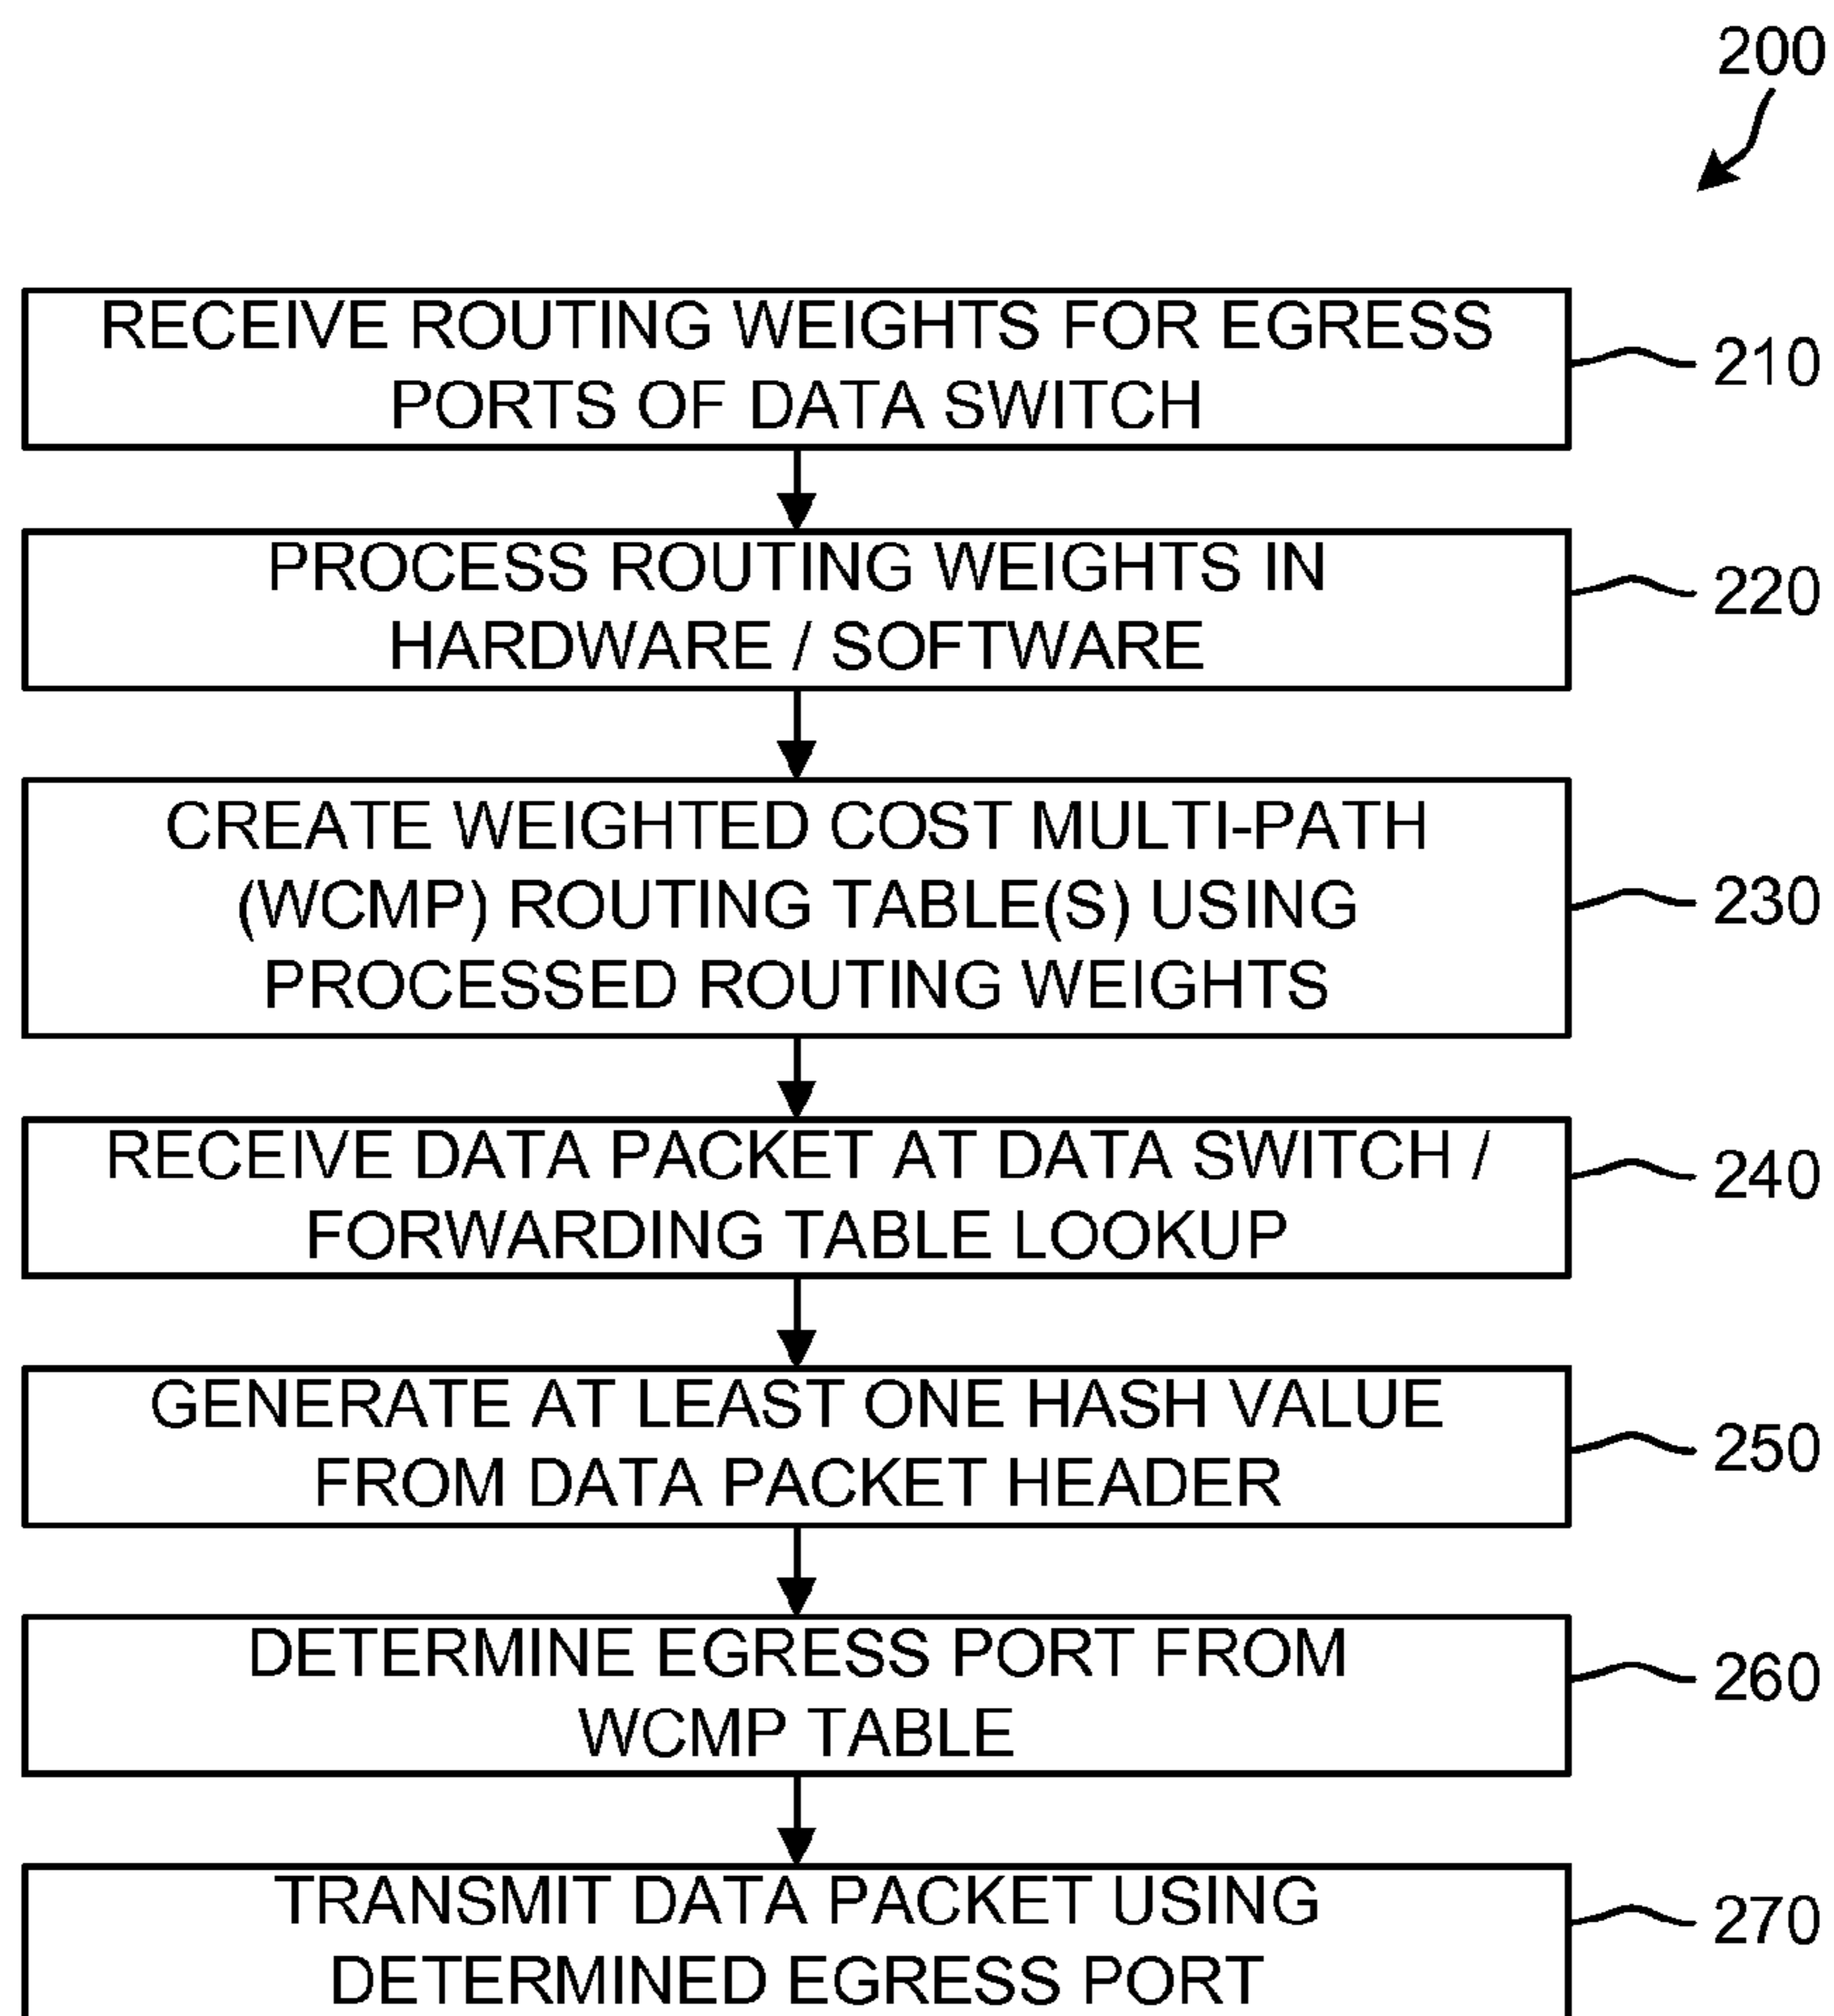 200
RECEIVE ROUTING WEIGHTS FOR EGRESS
PORTS OF DATA SWITCH
210
PROCESS ROUTING WEIGHTS IN
HARDWARE / SOFTWARE
220
CREATE WEIGHTED COST MULTI-PATH
(WCMP) ROUTING TABLE(S) USING
PROCESSED ROUTING WEIGHTS
230
RECEIVE DATA PACKET AT DATA SWITCH /
FORWARDING TABLE LOOKUP
240
GENERATE AT LEAST ONE HASH VALUE
FROM DATA PACKET HEADER
250
DETERMINE EGRESS PORT FROM
WCMP TABLE
260
TRANSMIT DATA PACKET USING
DETERMINED EGRESS PORT
270